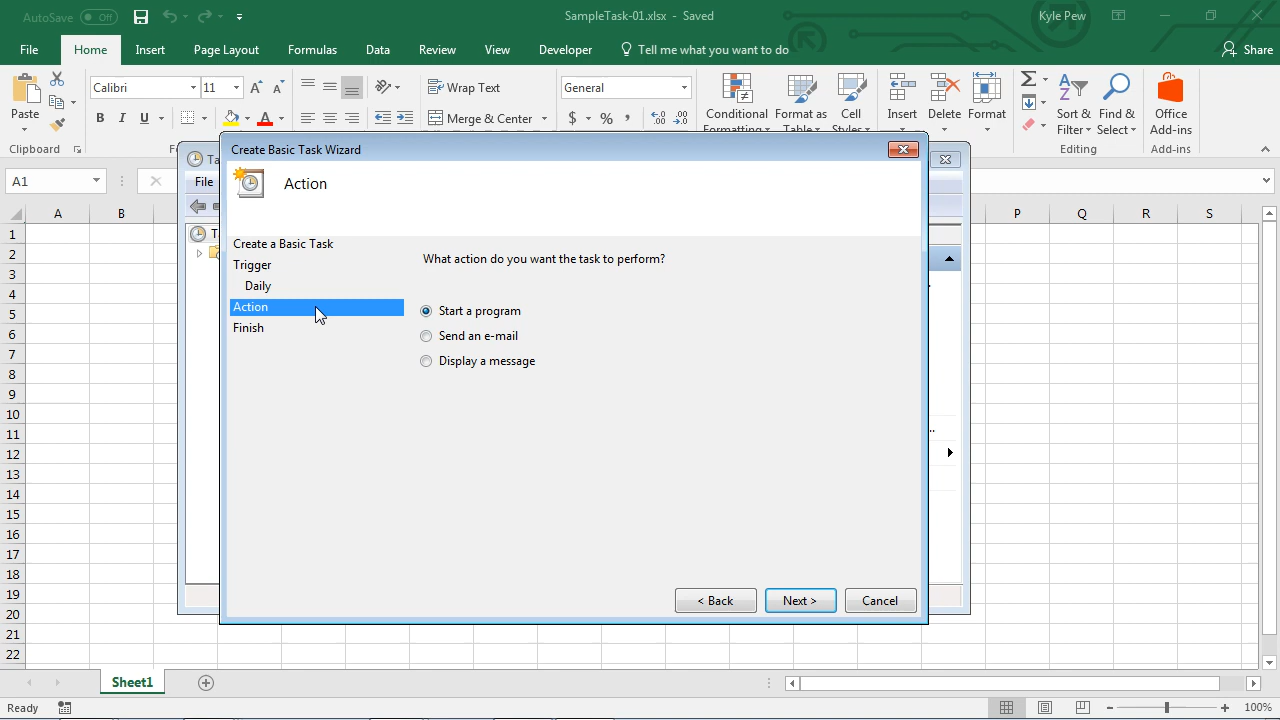 AutoSave Off SampleTask-01.xlsx - Saved Kyle Pew
File Home Insert Page Layout Formulas Data Review View Developer Tell me what you want to do Share
Paste Calibri 11 B I U A A A Wrap Text Merge & Center General $ % , Conditional Formatting Format as Table Cell Styles Insert Delete Format Sort & Filter Find & Select Office Add-ins
Clipboard Editing Add-ins
A1
A B P Q R S
1
2
3
4
5
6
7
8
9
10
11
12
13
14
15
16
17
18
19
20
21
22
File
Create Basic Task Wizard
Action
Create a Basic Task
Trigger
Daily
Action
Finish
What action do you want the task to perform?
Start a program
Send an e-mail
Display a message
< Back Next > Cancel
Sheet1
Ready 100%